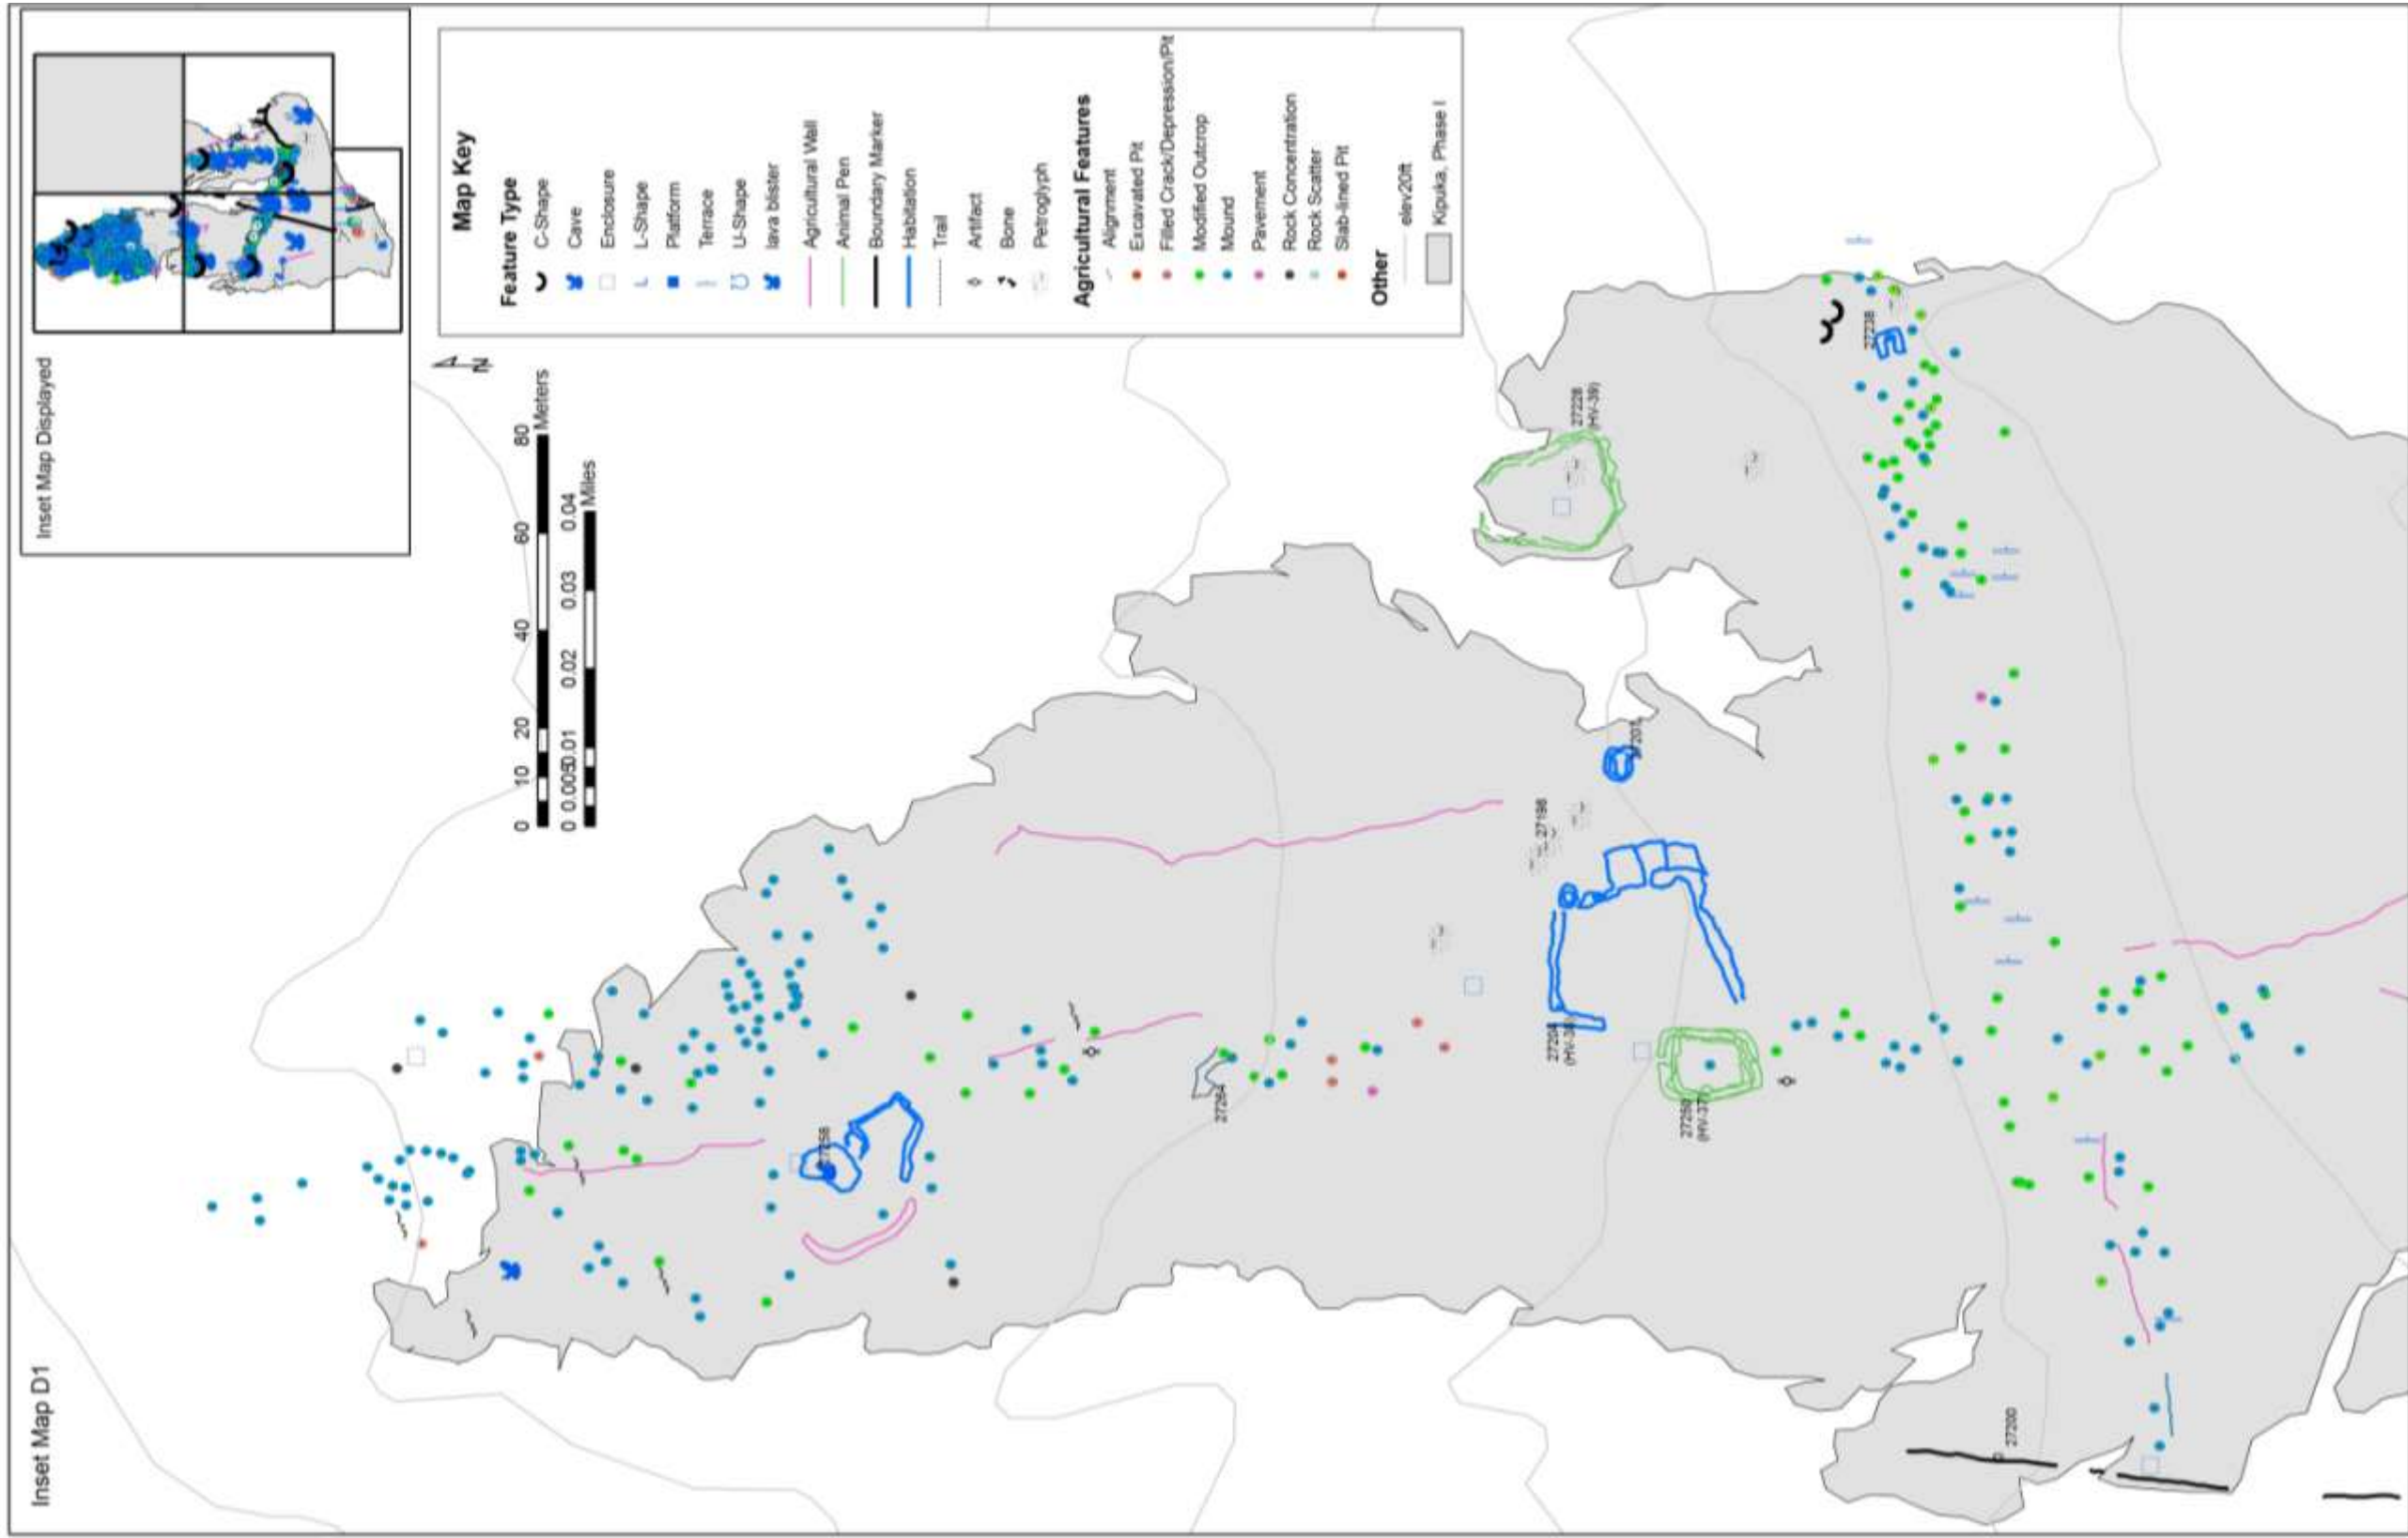 Inset Map D1
Inset Map Displayed
0 10 20 40 60 80
Meters
0 0.005 0.01 0.02 0.03 0.04
Miles
N
Map Key
Feature Type
C-Shape
Cave
Enclosure
L-Shape
Platform
Terrace
U-Shape
lava blister
Agricultural Wall
Animal Pen
Boundary Marker
Habitation
Trail
Artifact
Bone
Petroglyph
Agricultural Features
Alignment
Excavated Pit
Filled Crack/Depression/Pit
Modified Outcrop
Mound
Pavement
Rock Concentration
Rock Scatter
Slab-lined Pit
Other
elev20ft
Kipuka, Phase I
27264
27198
27228
(HV-39)
27238
27250
(HV-37)
27200